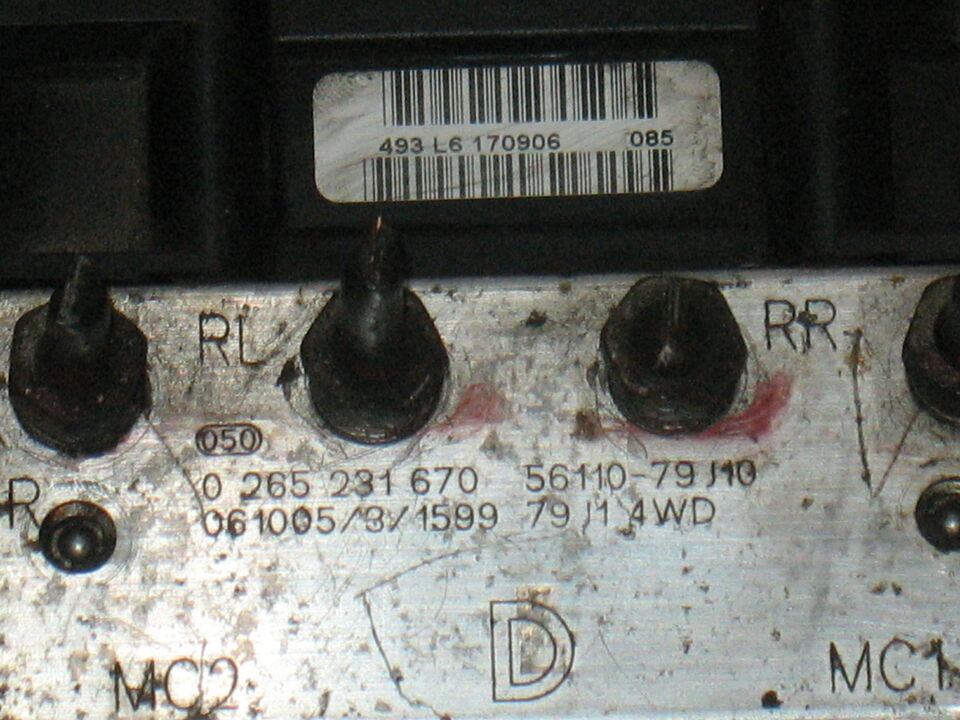 493 L6 170906 085
RL RR
050
0 265 231 670 56110-79J10
R
061005/3/1599 79J1 4WD
D
MC2 MC1